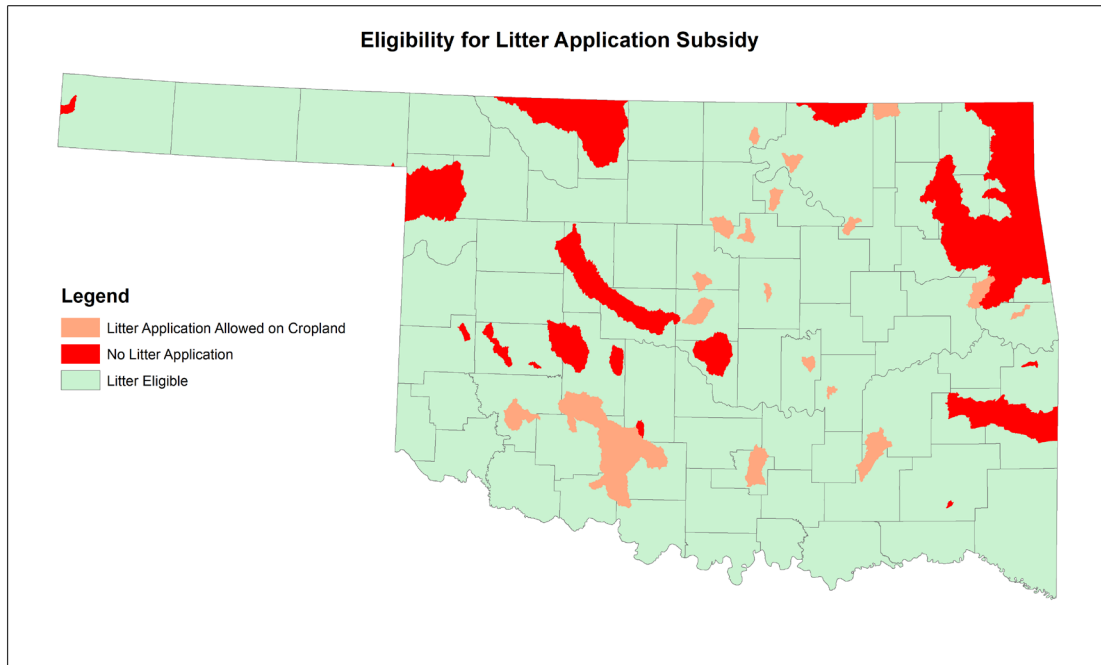 Eligibility for Litter Application Subsidy
Legend
Litter Application Allowed on Cropland
No Litter Application
Litter Eligible